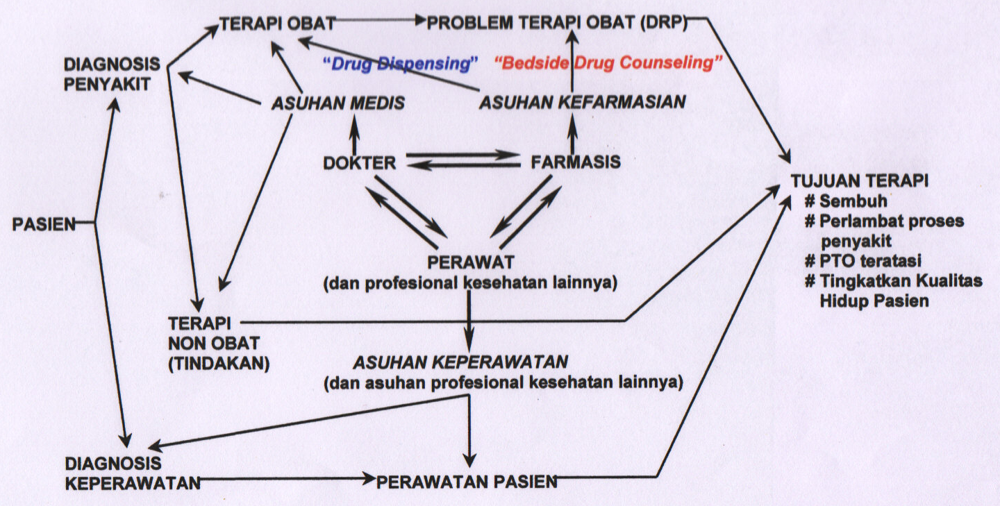 TERAPI OBAT
PROBLEM TERAPI OBAT (DRP)
DIAGNOSIS
PENYAKIT
“Drug Dispensing”
“Bedside Drug Counseling”
ASUHAN MEDIS
ASUHAN KEFARMASIAN
DOKTER
FARMASIS
TUJUAN TERAPI
# Sembuh
# Perlambat proses
penyakit
# PTO teratasi
# Tingkatkan Kualitas
Hidup Pasien
PASIEN
PERAWAT
(dan profesional kesehatan lainnya)
TERAPI
NON OBAT
(TINDAKAN)
ASUHAN KEPERAWATAN
(dan asuhan profesional kesehatan lainnya)
DIAGNOSIS
KEPERAWATAN
PERAWATAN PASIEN